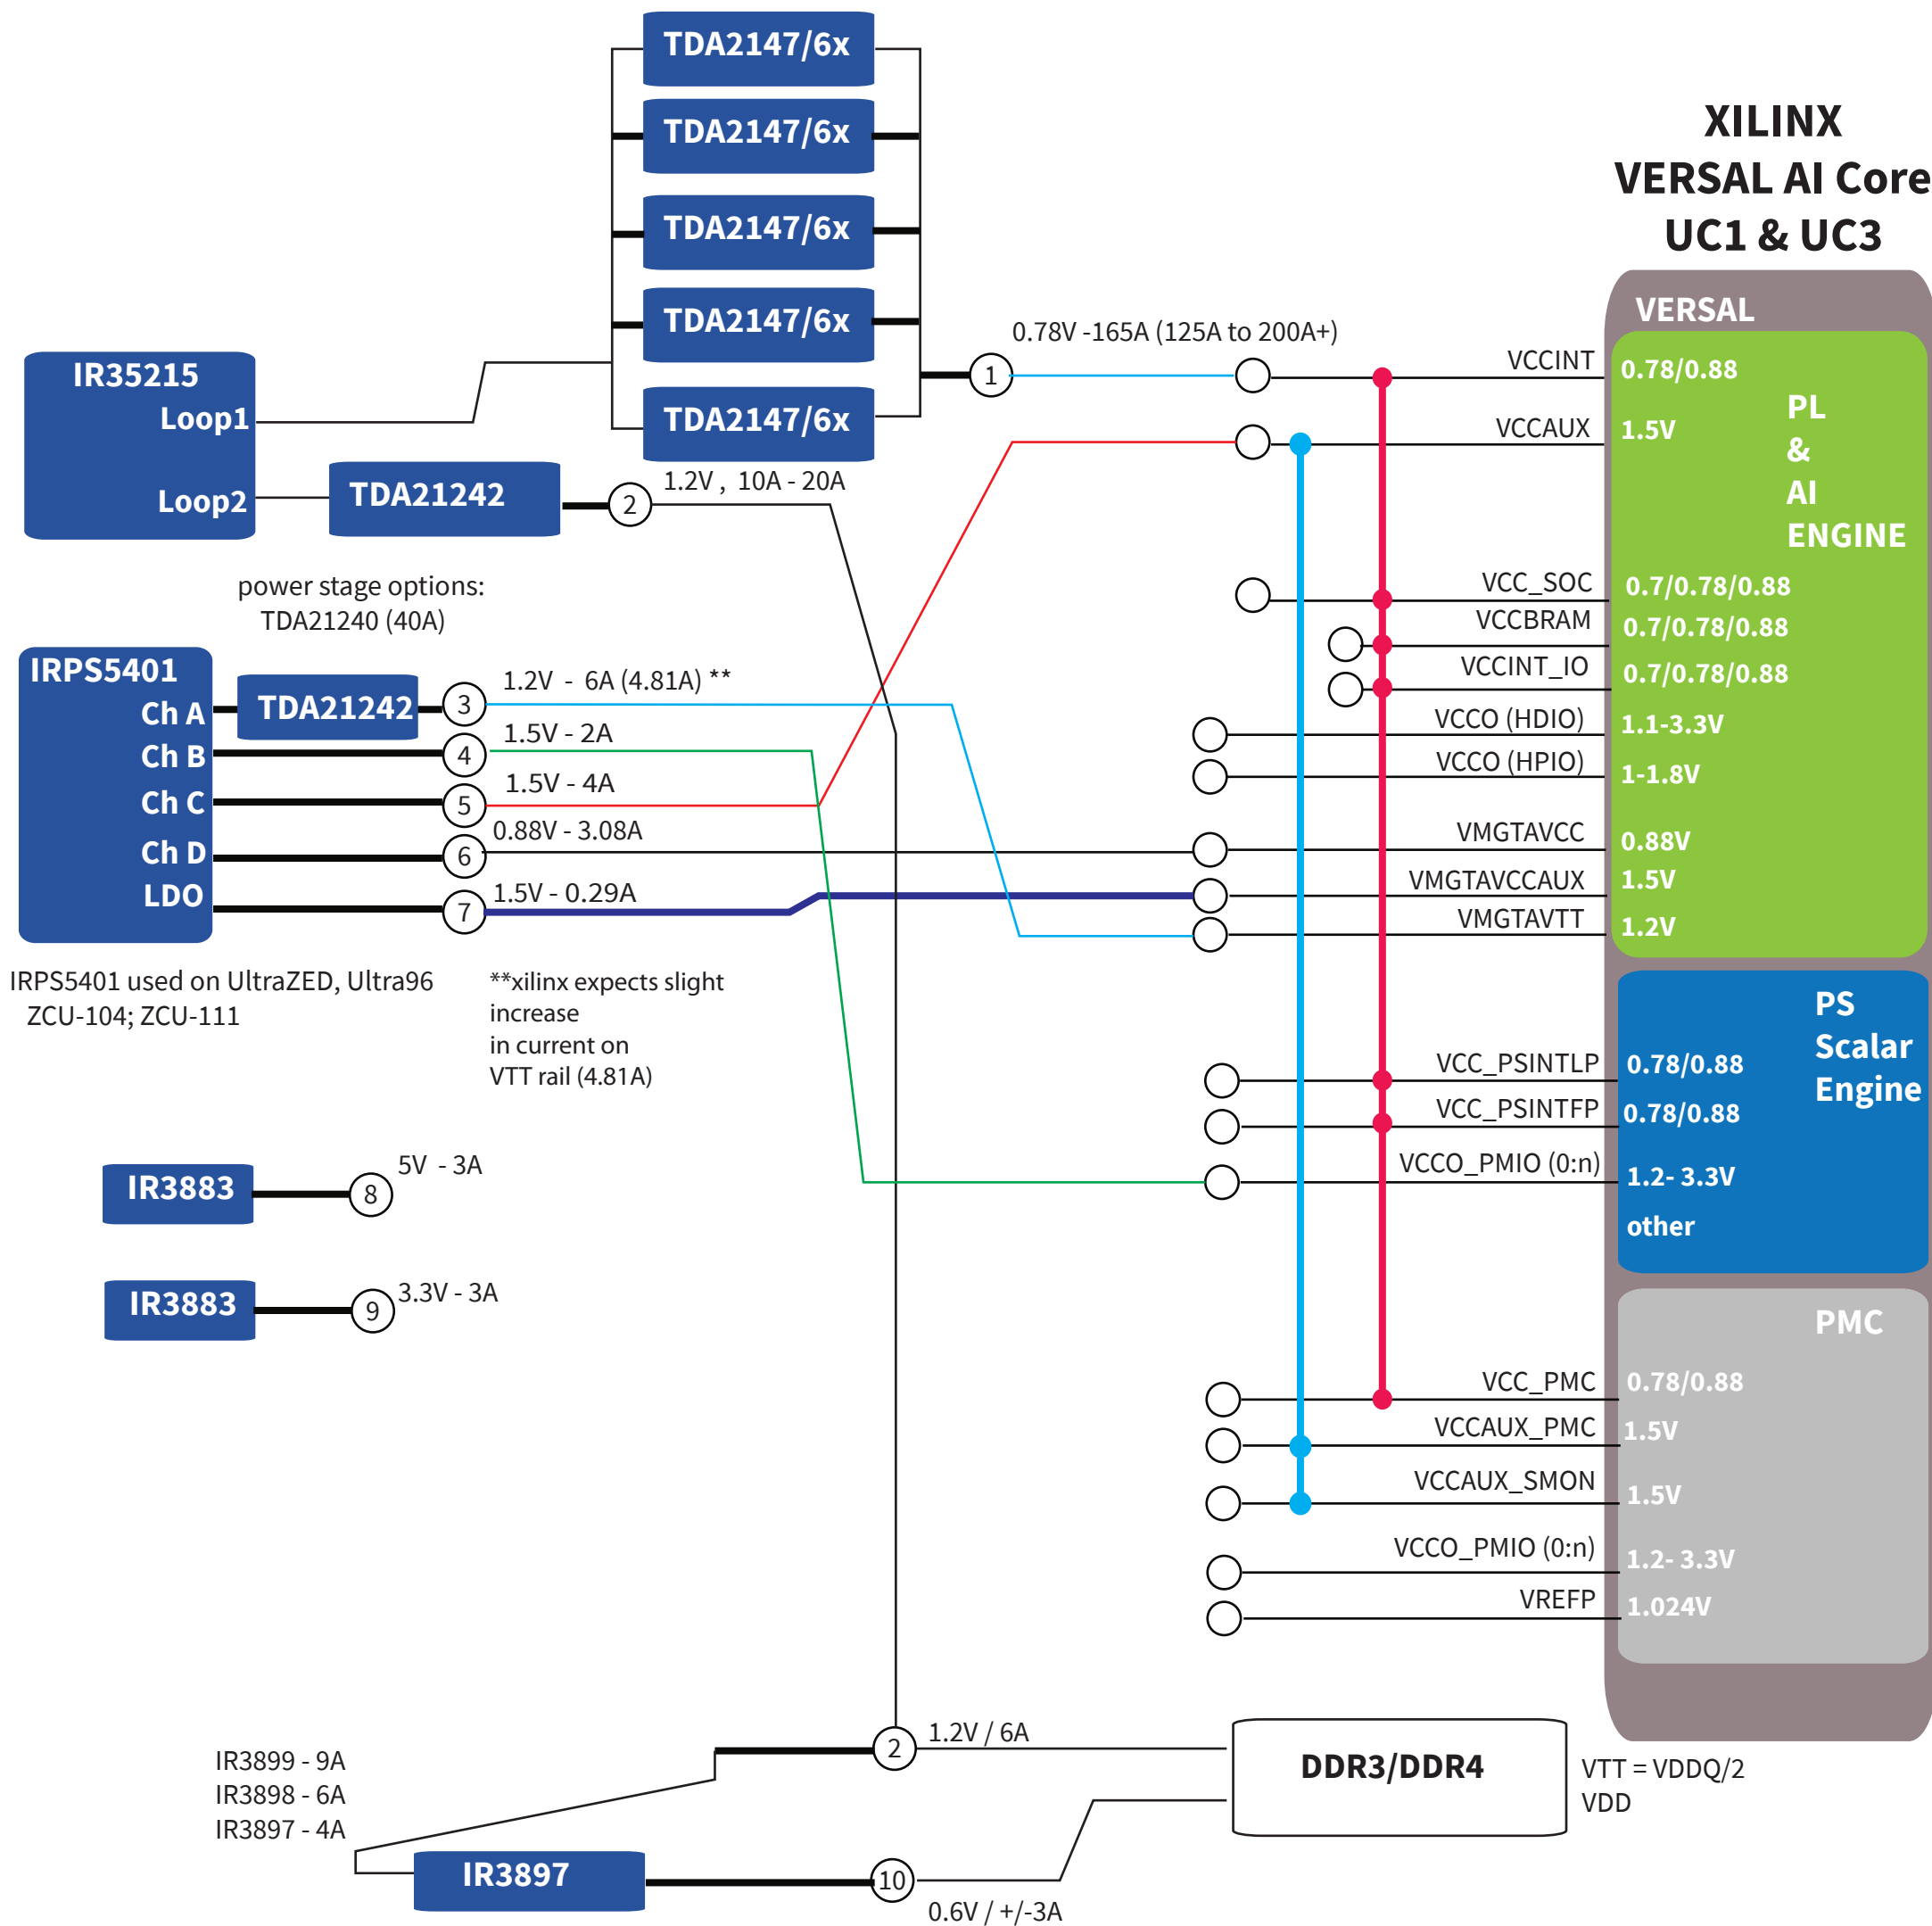 TDA2147/6x
TDA2147/6x
TDA2147/6x
TDA2147/6x
TDA2147/6x
XILINX
VERSAL AI Core
UC1 & UC3
IR35215
Loop1
Loop2
TDA21242
1
0.78V -165A (125A to 200A+)
2
1.2V , 10A - 20A
power stage options:
TDA21240 (40A)
IRPS5401
Ch A
Ch B
Ch C
Ch D
LDO
TDA21242
3
1.2V - 6A (4.81A) **
4
1.5V - 2A
5
1.5V - 4A
6
0.88V - 3.08A
7
1.5V - 0.29A
IRPS5401 used on UltraZED, Ultra96
ZCU-104; ZCU-111
**xilinx expects slight
increase
in current on
VTT rail (4.81A)
IR3883
8
5V - 3A
IR3883
9
3.3V - 3A
VERSAL
PL
&
AI
ENGINE
VCCINT 0.78/0.88
VCCAUX 1.5V
VCC_SOC 0.7/0.78/0.88
VCCBRAM 0.7/0.78/0.88
VCCINT_IO 0.7/0.78/0.88
VCCO (HDIO) 1.1-3.3V
VCCO (HPIO) 1-1.8V
VMGTAVCC 0.88V
VMGTAVCCAUX 1.5V
VMGTAVTT 1.2V
PS
Scalar
Engine
VCC_PSINTLP 0.78/0.88
VCC_PSINTFP 0.78/0.88
VCCO_PMIO (0:n) 1.2- 3.3V
other
PMC
VCC_PMC 0.78/0.88
VCCAUX_PMC 1.5V
VCCAUX_SMON 1.5V
VCCO_PMIO (0:n) 1.2- 3.3V
VREFP 1.024V
IR3899 - 9A
IR3898 - 6A
IR3897 - 4A
2
1.2V / 6A
DDR3/DDR4
VTT = VDDQ/2
VDD
IR3897
10
0.6V / +/-3A